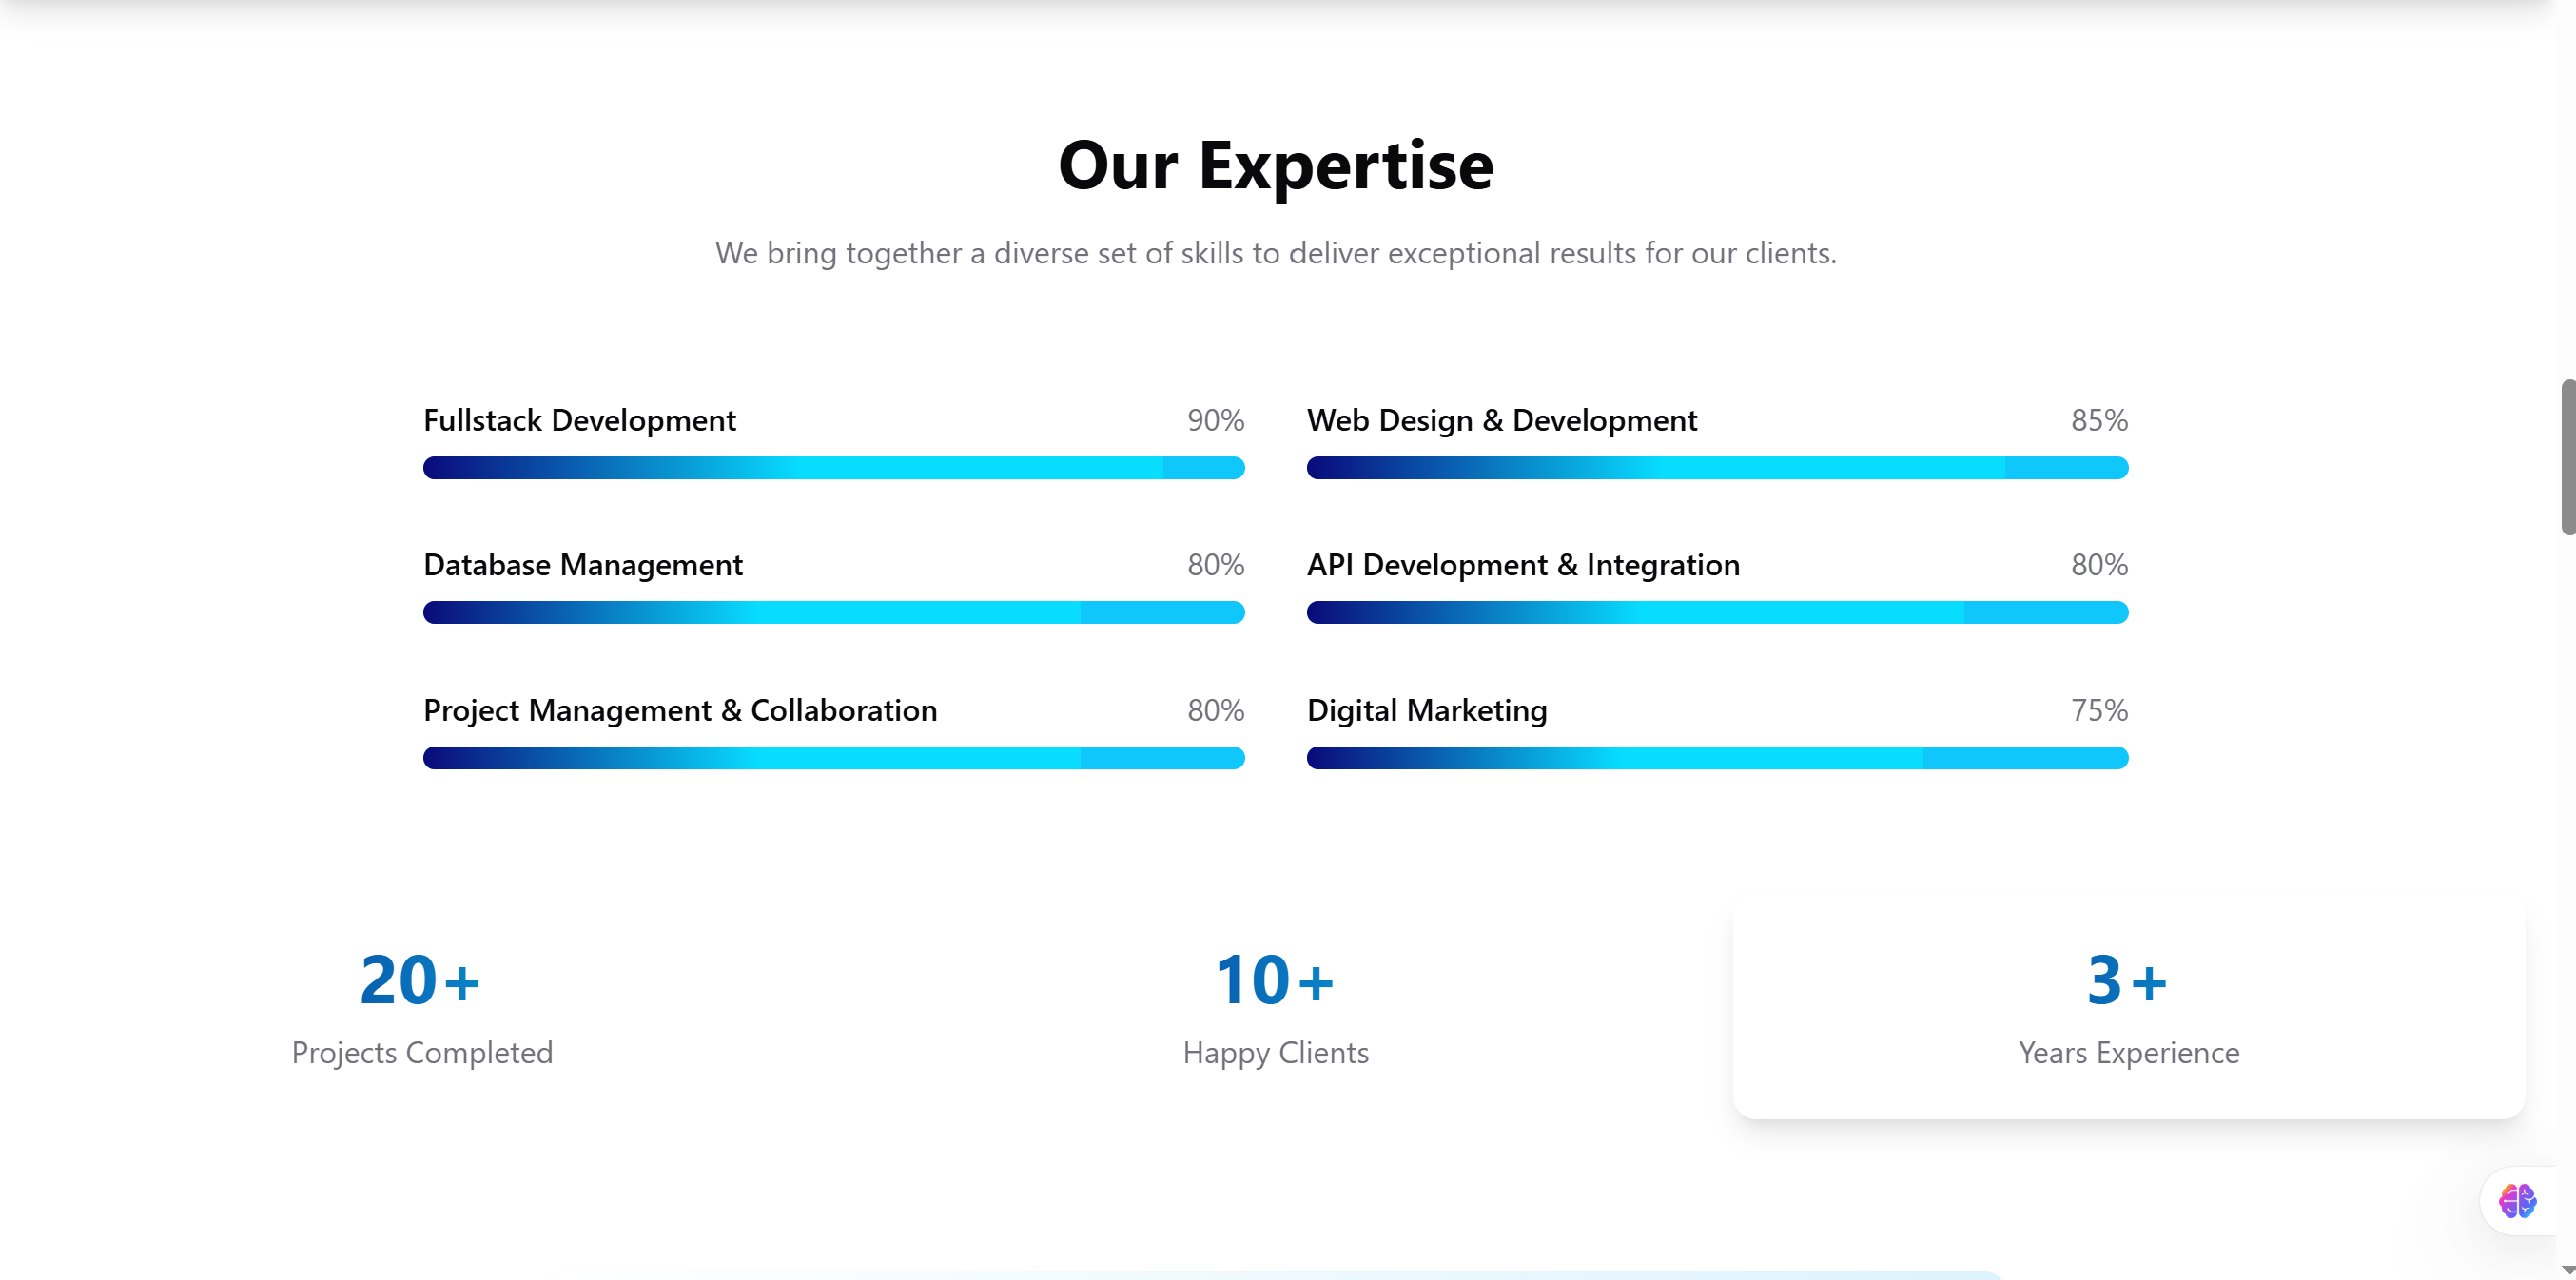 Our Expertise
We bring together a diverse set of skills to deliver exceptional results for our clients.
Fullstack Development 90%
Web Design & Development 85%
Database Management 80%
API Development & Integration 80%
Project Management & Collaboration 80%
Digital Marketing 75%
20+
Projects Completed
10+
Happy Clients
3+
Years Experience